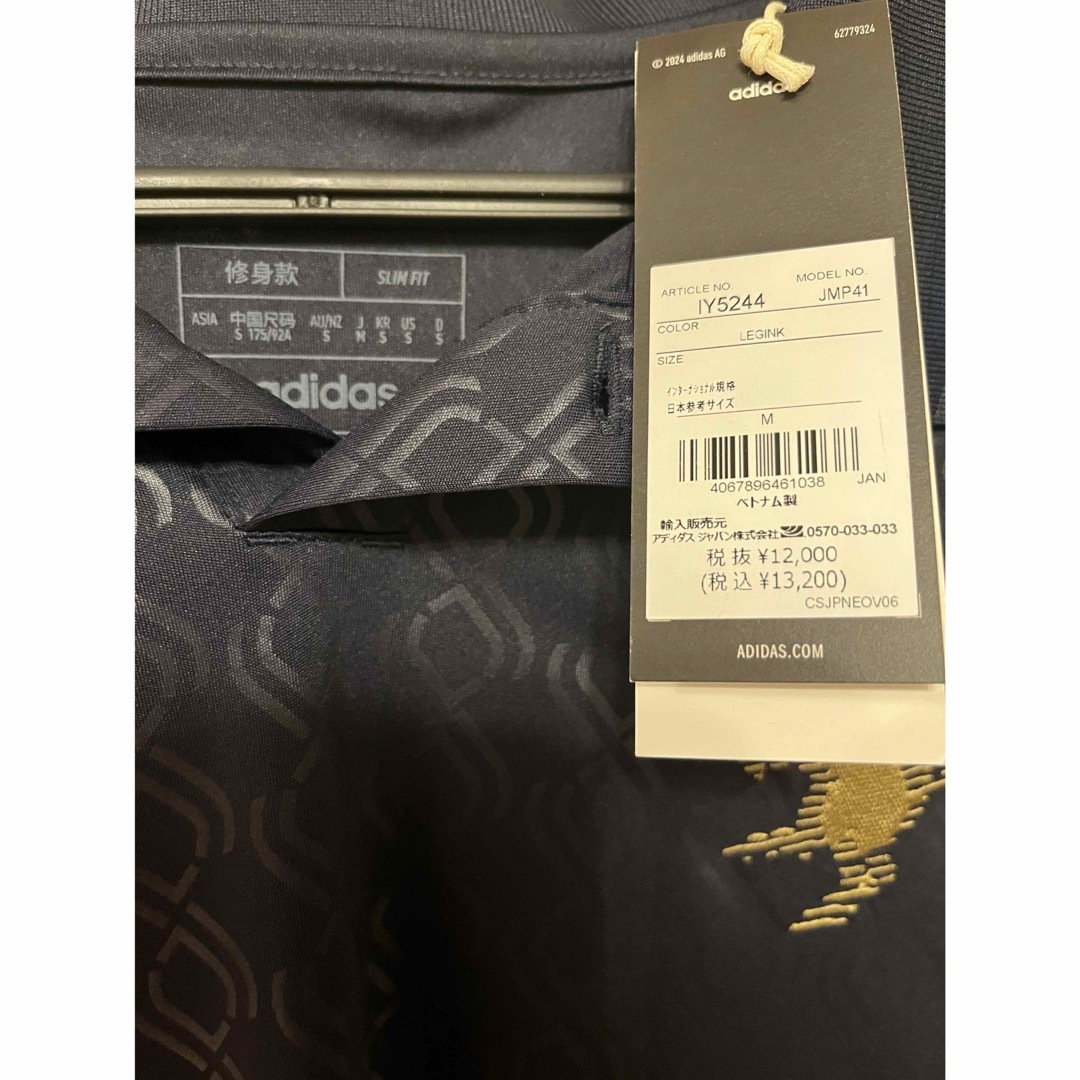 62779324
© 2024 adidas AG
adidas
修身款 SLIM FIT
ASIA 中国尺码 AU/NZ J KR US D
S 175/92A S M S S S
adidas
ARTICLE NO. MODEL NO.
IY5244 JMP41
COLOR LEGINK
SIZE
ｲﾝﾀｰﾅｼｮﾅﾙ規格
日本参考サイズ
M
4067896461038 JAN
ベトナム製
輸入販売元
アディダス ジャパン株式会社 0570-033-033
税抜 ¥12,000
(税込 ¥13,200)
CSJPNEOV06
ADIDAS.COM